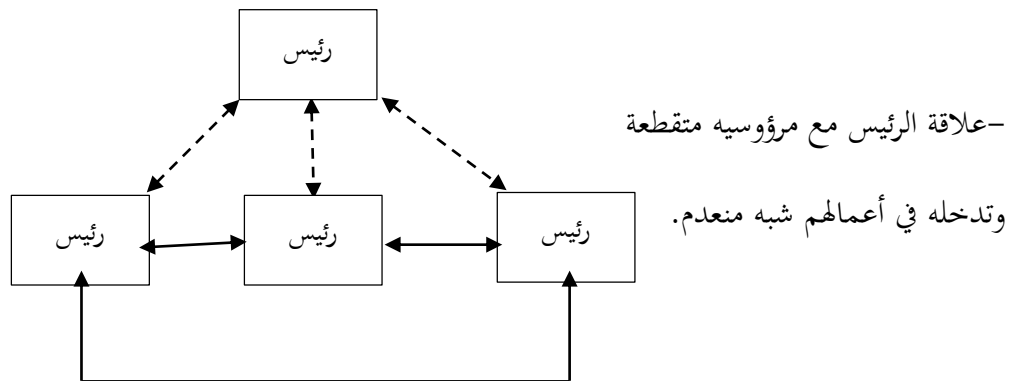 رئيس
–علاقة الرئيس مع مرؤوسيه متقطعة
وتدخله في أعمالهم شبه منعدم.
رئيس
رئيس
رئيس